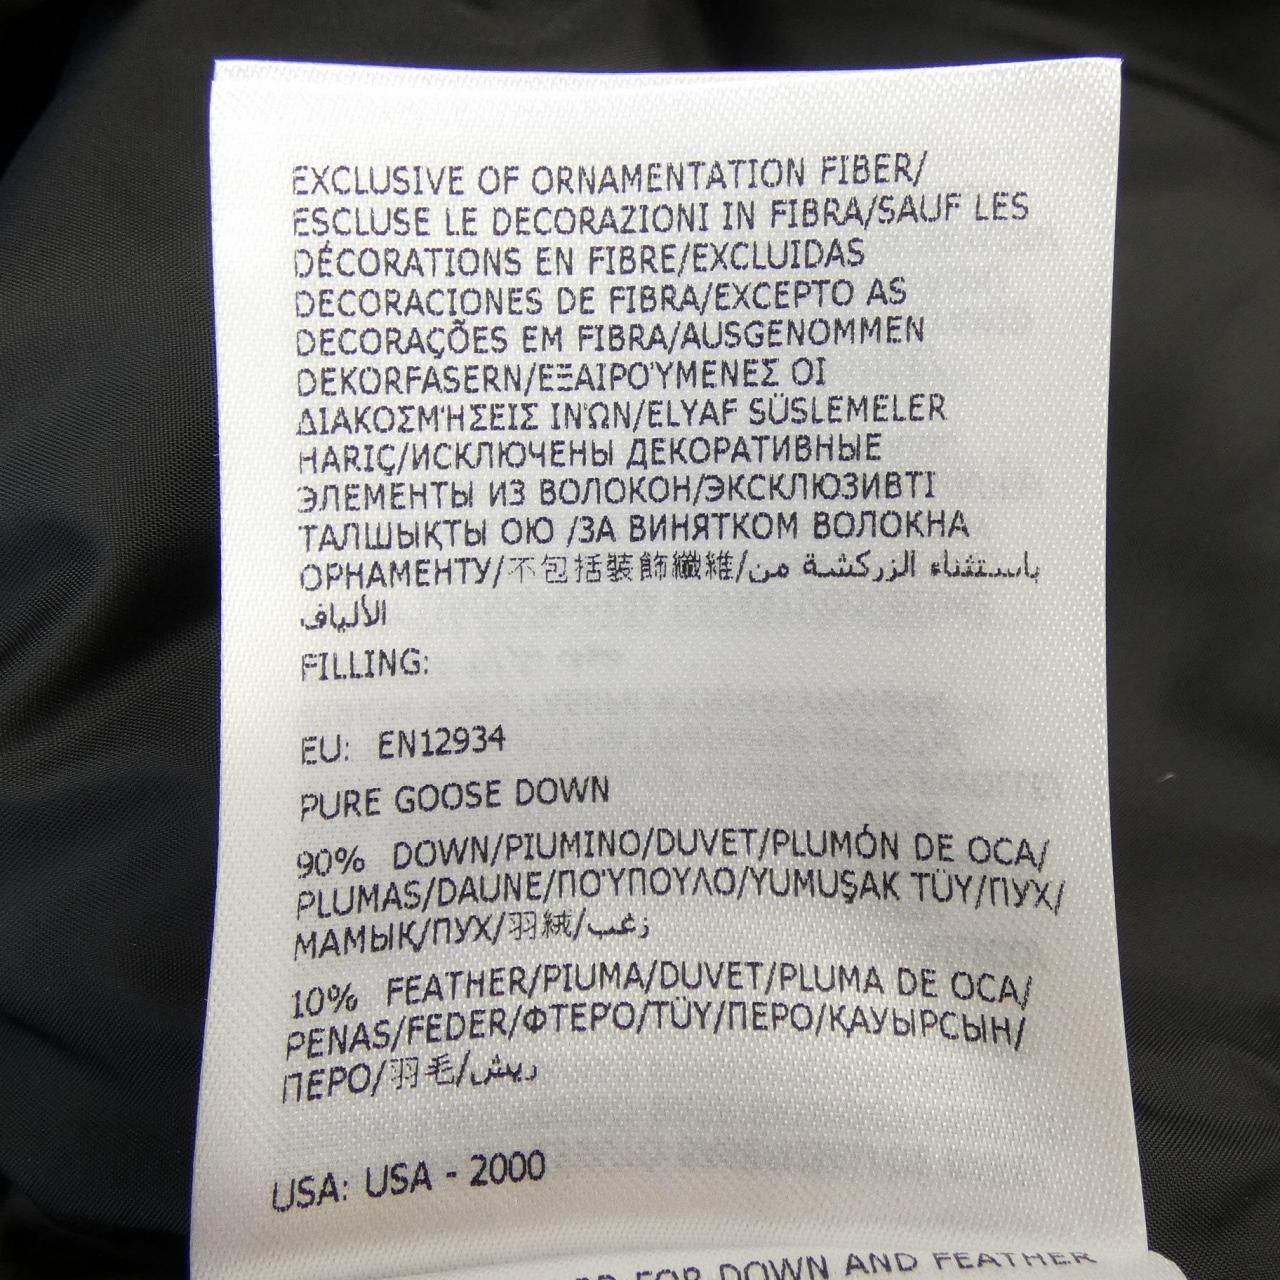 EXCLUSIVE OF ORNAMENTATION FIBER/
ESCLUSE LE DECORAZIONI IN FIBRA/SAUF LES
DÉCORATIONS EN FIBRE/EXCLUIDAS
DECORACIONES DE FIBRA/EXCEPTO AS
DECORAÇÕES EM FIBRA/AUSGENOMMEN
DEKORFASERN/ΕΞΑΙΡΟΎΜΕΝΕΣ ΟΙ
ΔΙΑΚΟΣΜΉΣΕΙΣ ΙΝΏΝ/ELYAF SÜSLEMELER
HARIÇ/ИСКЛЮЧЕНЫ ДЕКОРАТИВНЫЕ
ЭЛЕМЕНТЫ ИЗ ВОЛОКОН/ЭКСКЛЮЗИВТІ
ТАЛШЫҚТЫ ОЮ /ЗА ВИНЯТКОМ ВОЛОКНА
ОРНАМЕНТУ/不包括裝飾纖維/باستثناء الزركشة من
الألياف
FILLING:
EU: EN12934
PURE GOOSE DOWN
90% DOWN/PIUMINO/DUVET/PLUMÓN DE OCA/
PLUMAS/DAUNE/ΠΟΎΠΟΥΛΟ/YUMUŞAK TÜY/ПУХ/
МАМЫҚ/ПУХ/羽絨/زغب
10% FEATHER/PIUMA/DUVET/PLUMA DE OCA/
PENAS/FEDER/ΦΤΕΡΌ/TÜY/ПЕРО/ҚАУЫРСЫН/
ПЕРО/羽毛/ريش
USA: USA - 2000
FOR DOWN AND FEATHER